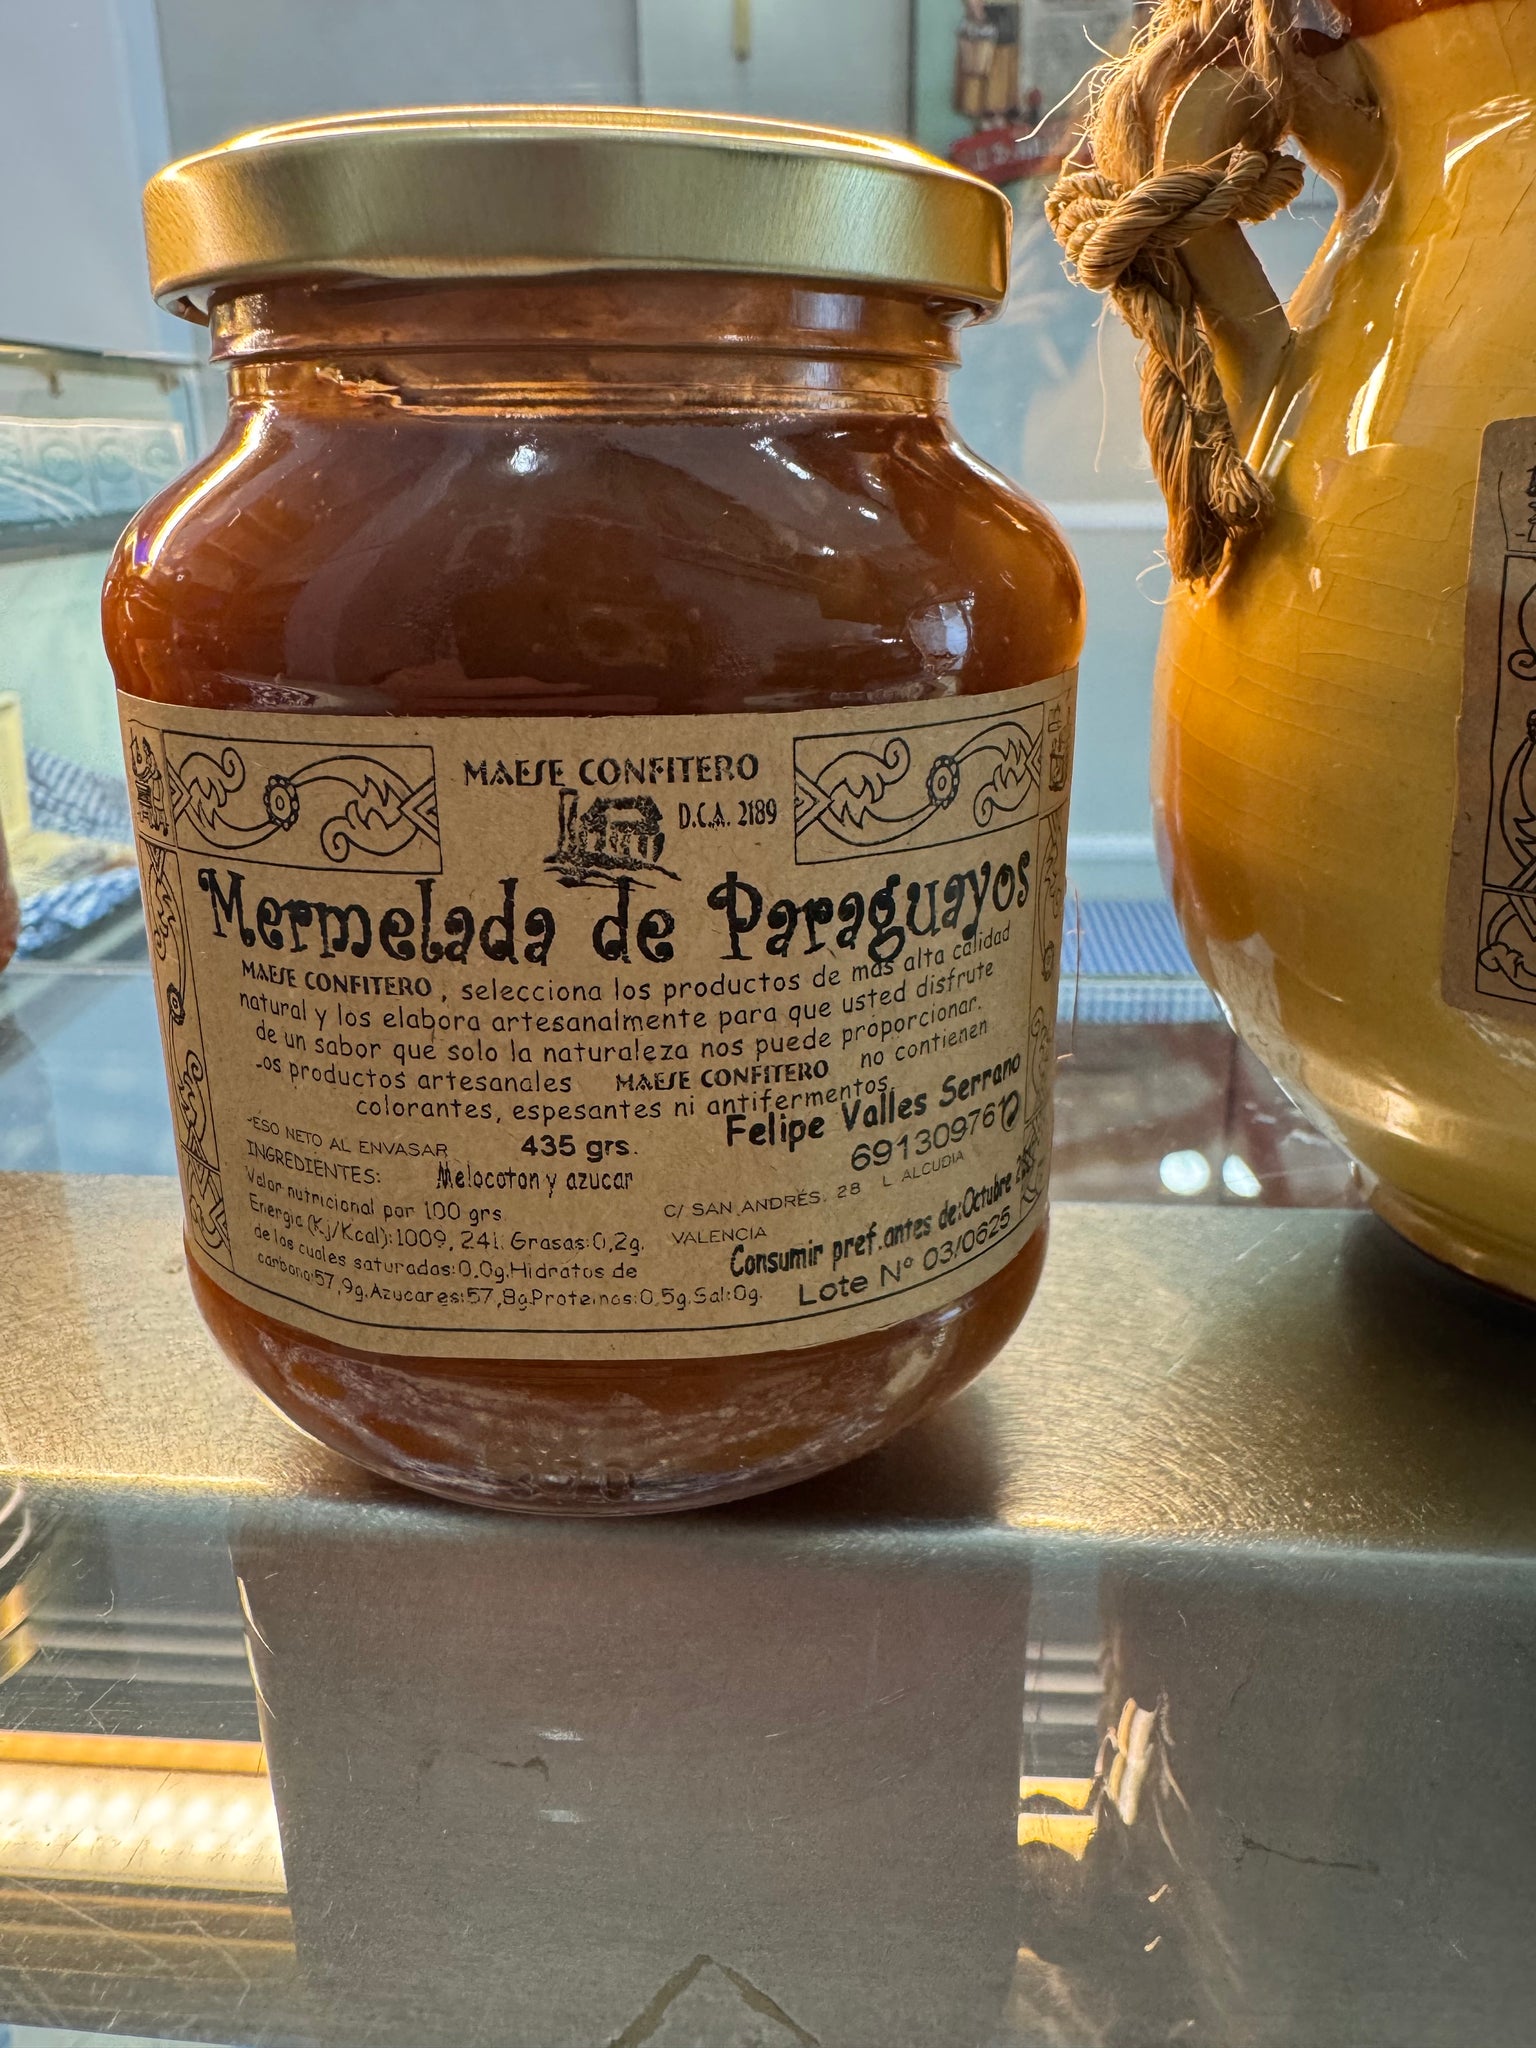 MAESE CONFITERO
D.C.A. 2189
Mermelada de Paraguayos
MAESE CONFITERO, selecciona los productos de más alta calidad
natural y los elabora artesanalmente para que usted disfrute
de un sabor que solo la naturaleza nos puede proporcionar.
os productos artesanales MAESE CONFITERO no contienen
colorantes, espesantes ni antifermentos.
ESO NETO AL ENVASAR 435 grs.
INGREDIENTES: Melocoton y azucar
Valor nutricional por 100 grs.
Energic (Kj/Kcal):1009, 241. Grasas:0,2g.
de los cuales saturadas:0,0g.Hidratos de
carbono:57,9g.Azucares:57,8g.Proteinas:0,5g.Sal:0g.
Felipe Valles Serrano
691309761
C/ SAN ANDRÉS, 28 L ALCUDIA
VALENCIA
Consumir pref.antes de:Octubre
Lote Nº 03/0625